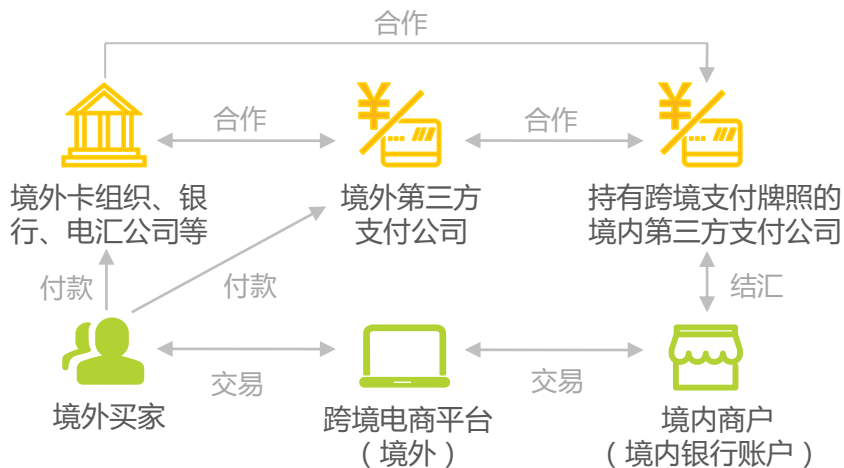 合作
合作
合作
境外卡组织、银
行、电汇公司等
境外第三方
支付公司
持有跨境支付牌照的
境内第三方支付公司
付款
付款
结汇
交易
交易
境外买家
跨境电商平台
（境外）
境内商户
（境内银行账户）